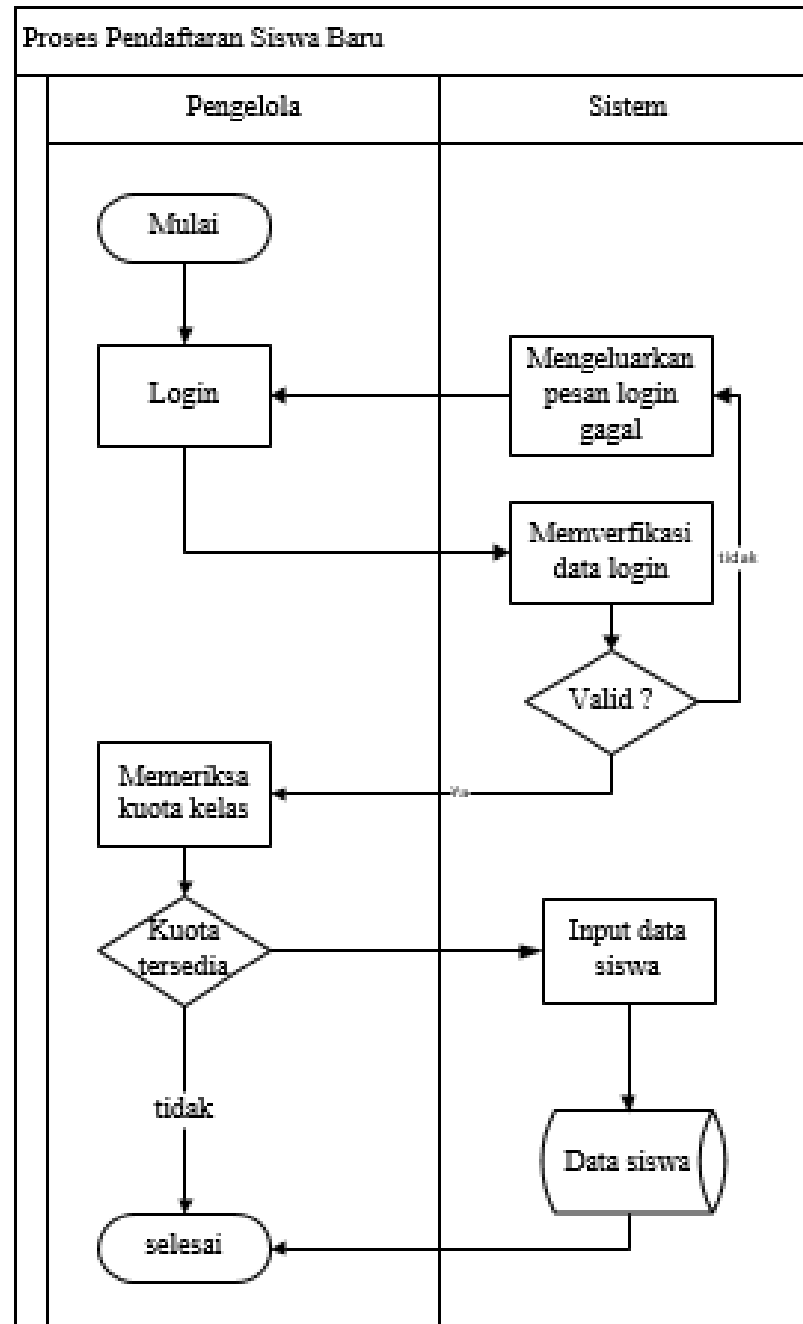 Proses Pendaftaran Siswa Baru
Pengelola
Sistem
Mulai
Login
Mengeluarkan
pesan login
gagal
Memverfikasi
data login
tidak
Valid ?
Ya
Memeriksa
kuota kelas
Kuota
tersedia
Input data
siswa
tidak
Data siswa
selesai